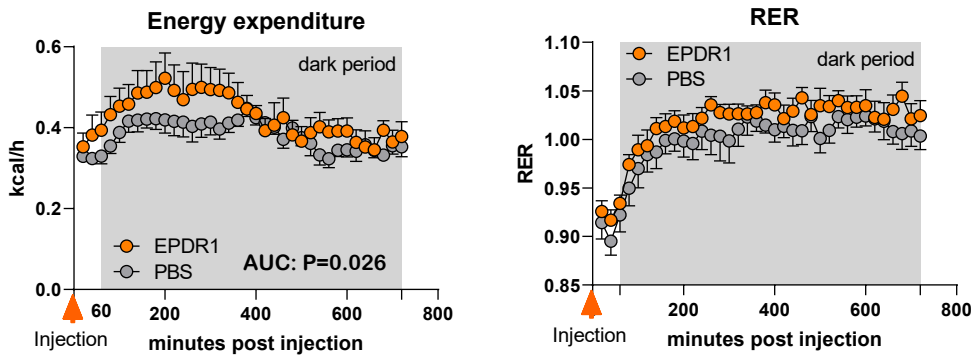 Energy expenditure
0.6
0.4
0.2
0.0
kcal/h
dark period
EPDR1
PBS
AUC: P=0.026
60
200
400
600
800
Injection
minutes post injection
RER
1.10
1.05
1.00
0.95
0.90
0.85
RER
EPDR1
PBS
dark period
200
400
600
800
Injection
minutes post injection